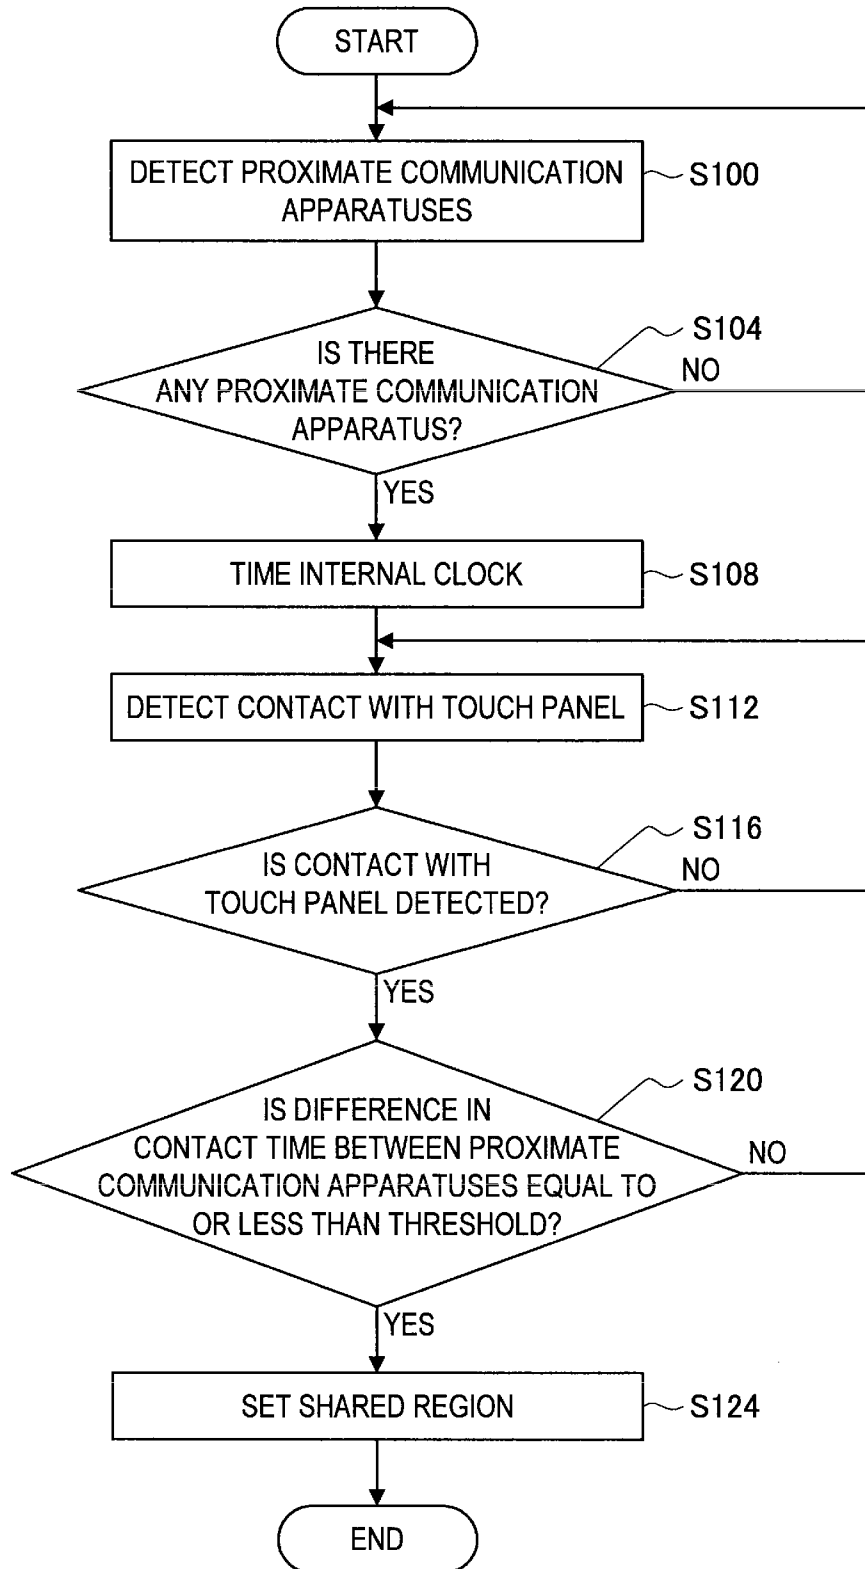 START
DETECT PROXIMATE COMMUNICATION
APPARATUSES
S100
S104
IS THERE
ANY PROXIMATE COMMUNICATION
APPARATUS?
NO
YES
TIME INTERNAL CLOCK
S108
DETECT CONTACT WITH TOUCH PANEL
S112
S116
IS CONTACT WITH
TOUCH PANEL DETECTED?
NO
YES
S120
IS DIFFERENCE IN
CONTACT TIME BETWEEN PROXIMATE
COMMUNICATION APPARATUSES EQUAL TO
OR LESS THAN THRESHOLD?
NO
YES
SET SHARED REGION
S124
END